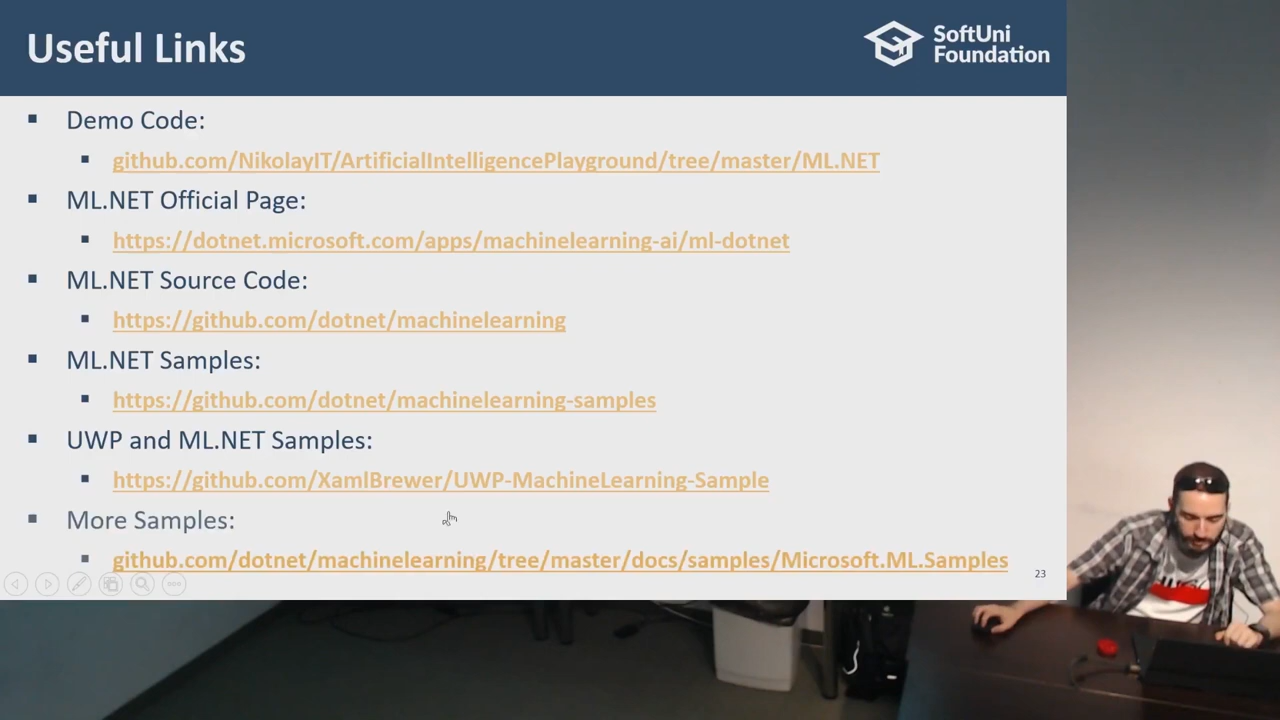 Useful Links
SoftUni
Foundation
Demo Code:
github.com/NikolayIT/ArtificialIntelligencePlayground/tree/master/ML.NET
ML.NET Official Page:
https://dotnet.microsoft.com/apps/machinelearning-ai/ml-dotnet
ML.NET Source Code:
https://github.com/dotnet/machinelearning
ML.NET Samples:
https://github.com/dotnet/machinelearning-samples
UWP and ML.NET Samples:
https://github.com/XamlBrewer/UWP-MachineLearning-Sample
More Samples:
github.com/dotnet/machinelearning/tree/master/docs/samples/Microsoft.ML.Samples
23